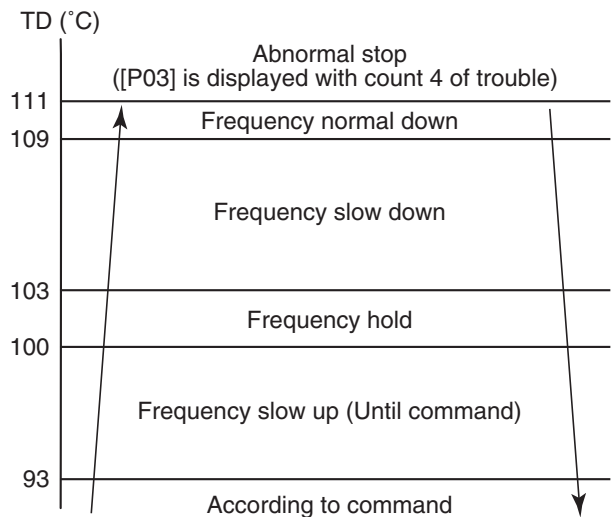 TD (˚C)
Abnormal stop
([P03] is displayed with count 4 of trouble)
111
Frequency normal down
109
Frequency slow down
103
Frequency hold
100
Frequency slow up (Until command)
93
According to command